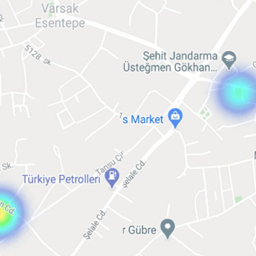 Varsak
Esentepe
5128. Sk
Şehit Jandarma
Üsteğmen Gökhan...
's Market
Sk
Tansu Çir
Türkiye Petrolleri
Şelale Cd.
Şelale Cd.
Cd.
r Gübre